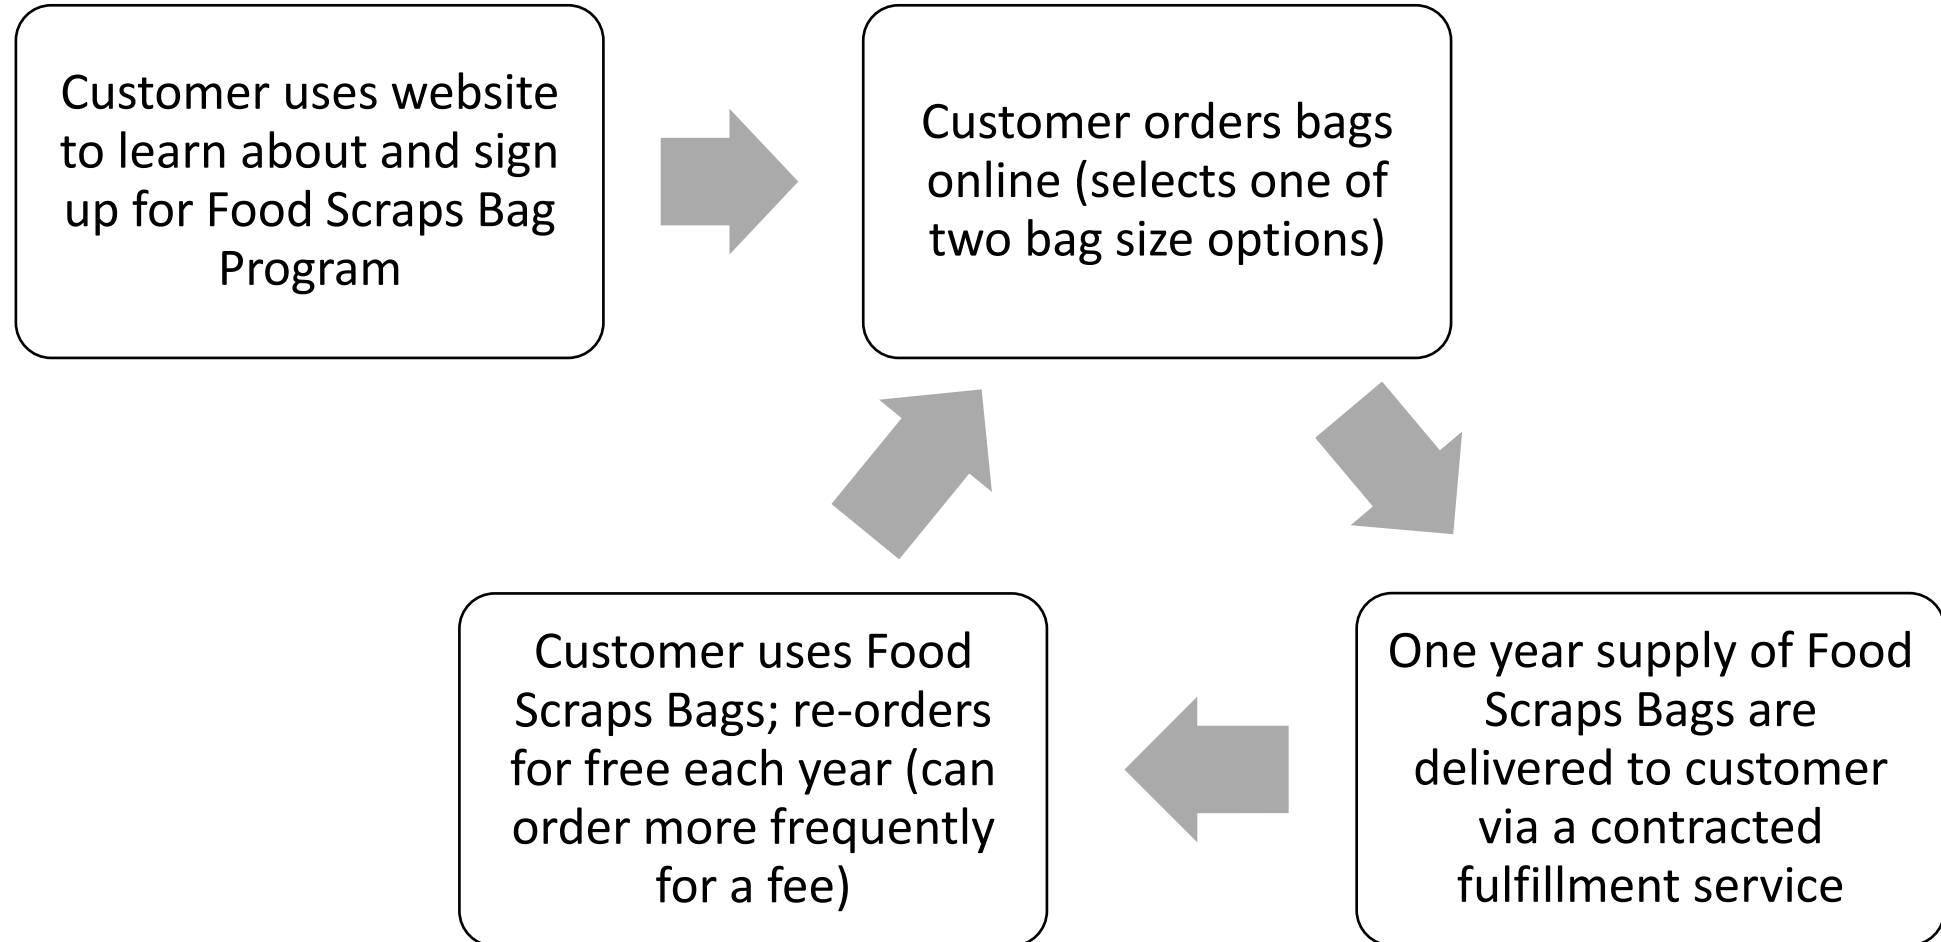 Customer uses website
to learn about and sign
up for Food Scraps Bag
Program
Customer orders bags
online (selects one of
two bag size options)
One year supply of Food
Scraps Bags are
delivered to customer
via a contracted
fulfillment service
Customer uses Food
Scraps Bags; re-orders
for free each year (can
order more frequently
for a fee)